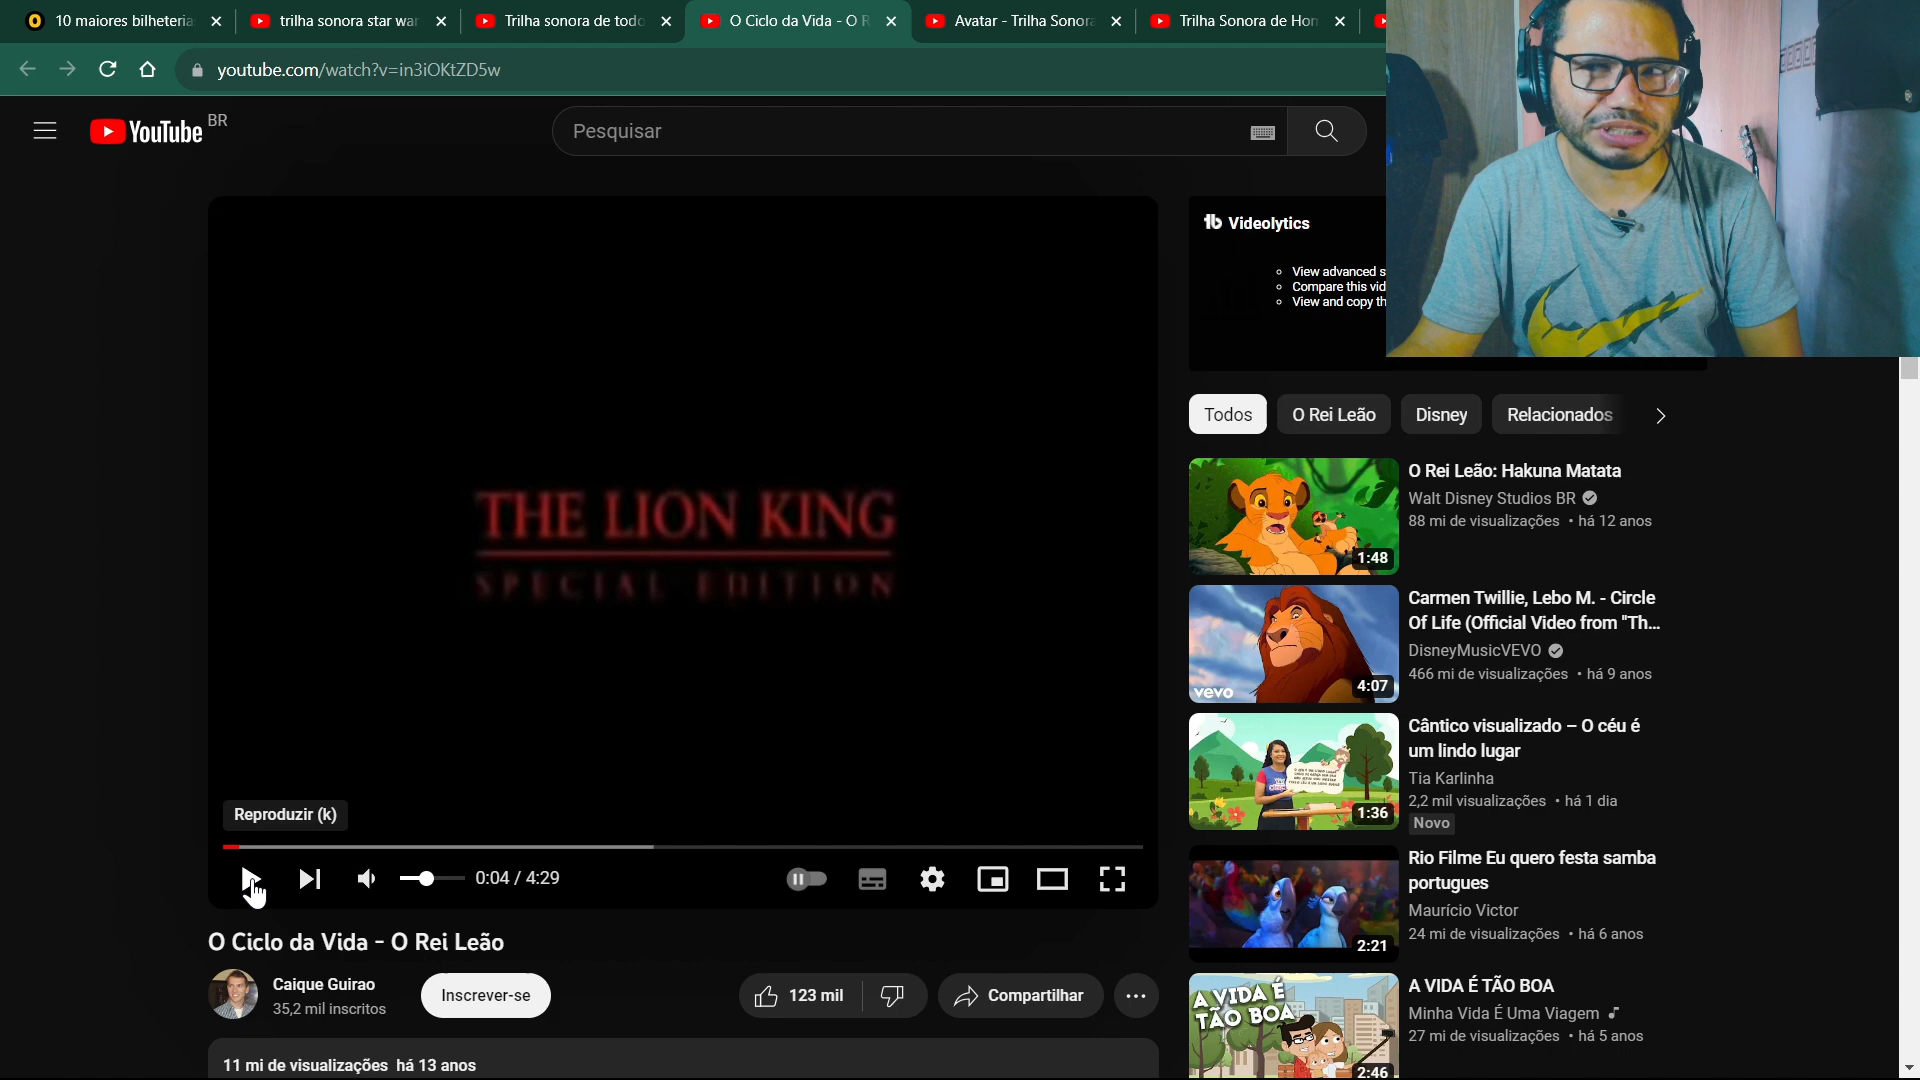 10 maiores bilheteria
trilha sonora star war
Trilha sonora de todo
O Ciclo da Vida - O R
Avatar - Trilha Sonora
Trilha Sonora de Hom
youtube.com/watch?v=in3iOKtZD5w
YouTube BR
Pesquisar
THE LION KING
SPECIAL EDITION
Reproduzir (k)
0:04 / 4:29
O Ciclo da Vida - O Rei Leão
Caique Guirao
35,2 mil inscritos
Inscrever-se
123 mil
Compartilhar
11 mi de visualizações há 13 anos
tb Videolytics
View advanced s
Compare this vid
View and copy th
Todos
O Rei Leão
Disney
Relacionados
1:48
O Rei Leão: Hakuna Matata
Walt Disney Studios BR
88 mi de visualizações • há 12 anos
vevo
4:07
Carmen Twillie, Lebo M. - Circle
Of Life (Official Video from "Th...
DisneyMusicVEVO
466 mi de visualizações • há 9 anos
1:36
Cântico visualizado – O céu é
um lindo lugar
Tia Karlinha
2,2 mil visualizações • há 1 dia
Novo
2:21
Rio Filme Eu quero festa samba
portugues
Maurício Victor
24 mi de visualizações • há 6 anos
A VIDA É
TÃO BOA
2:46
A VIDA É TÃO BOA
Minha Vida É Uma Viagem
27 mi de visualizações • há 5 anos